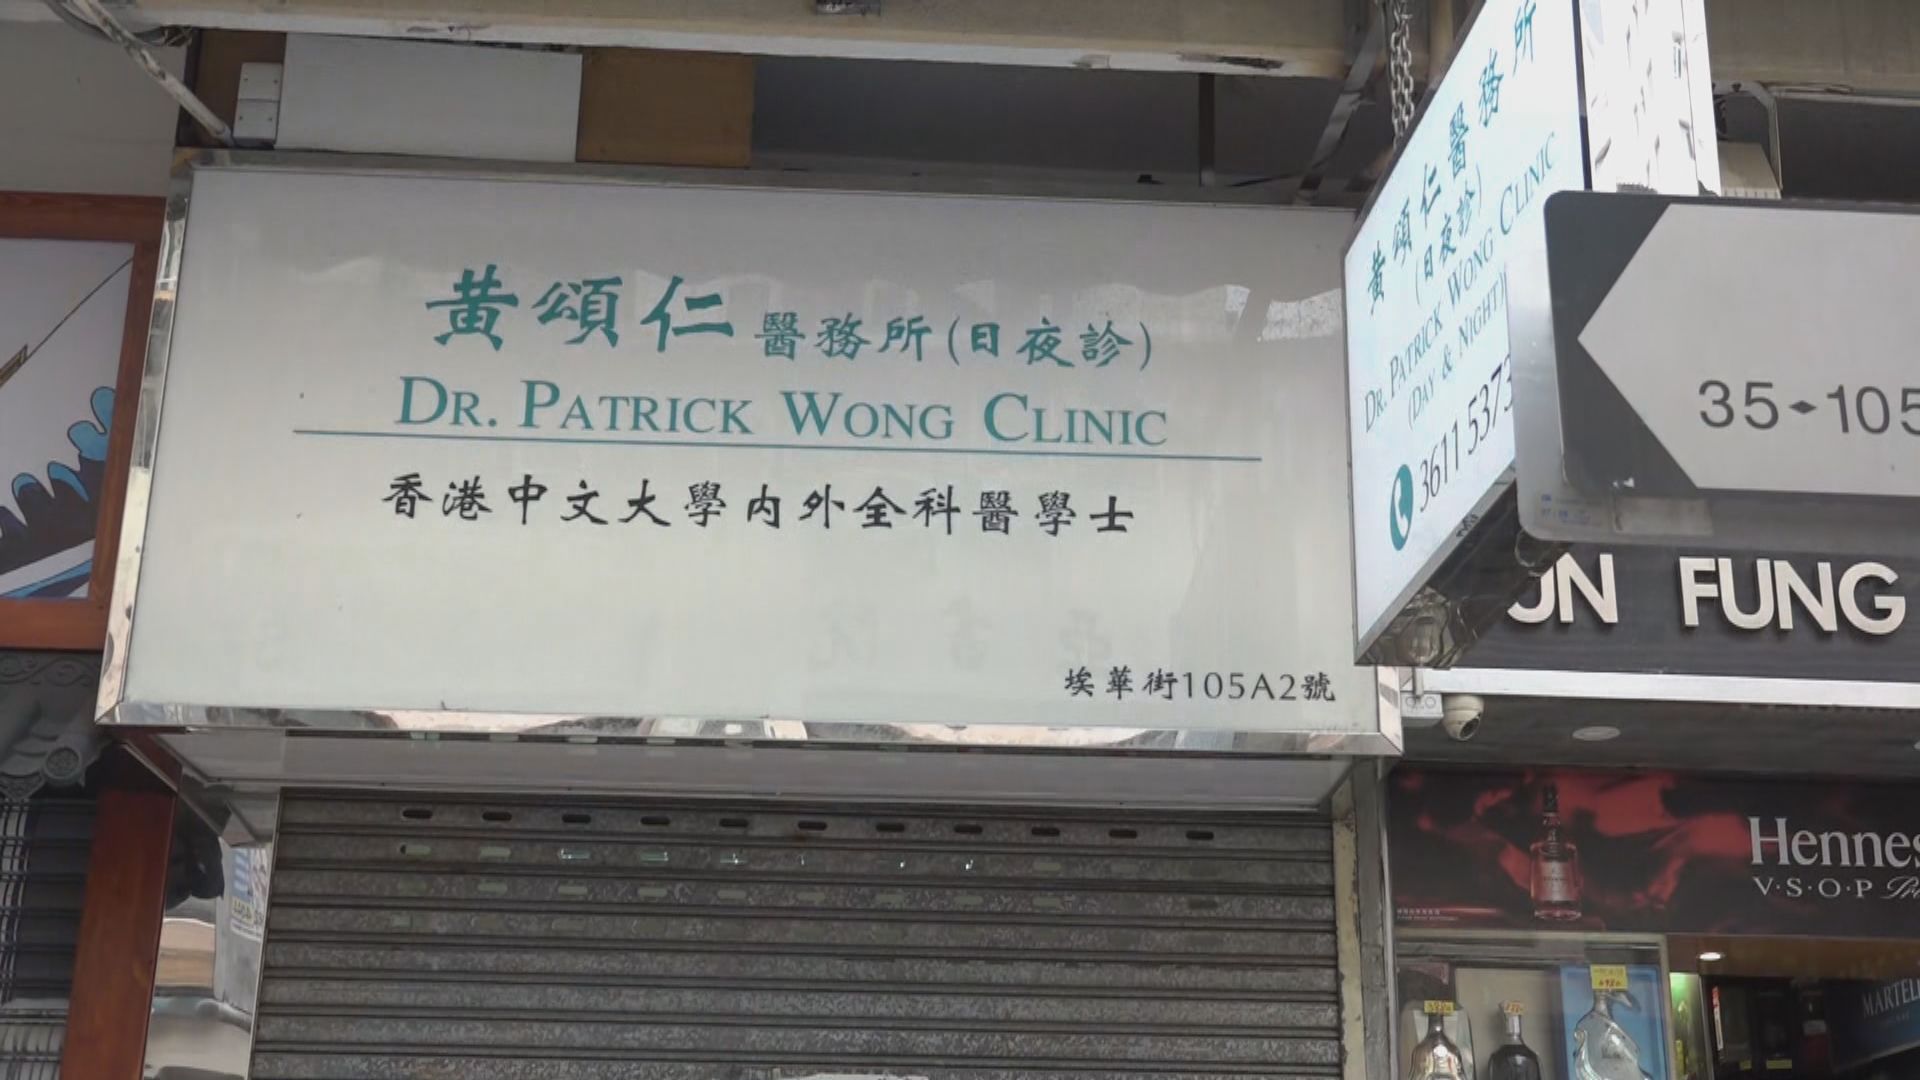 黃頌仁醫務所(日夜診)
DR. PATRICK WONG CLINIC
香港中文大學內外全科醫學士
埃華街105A2號
黃頌仁醫務所
(日夜診)
DR. PATRICK WONG CLINIC
(DAY & NIGHT)
3611 5373
35 105
FUNG
Hennes
V·S·O·P
MARTELL